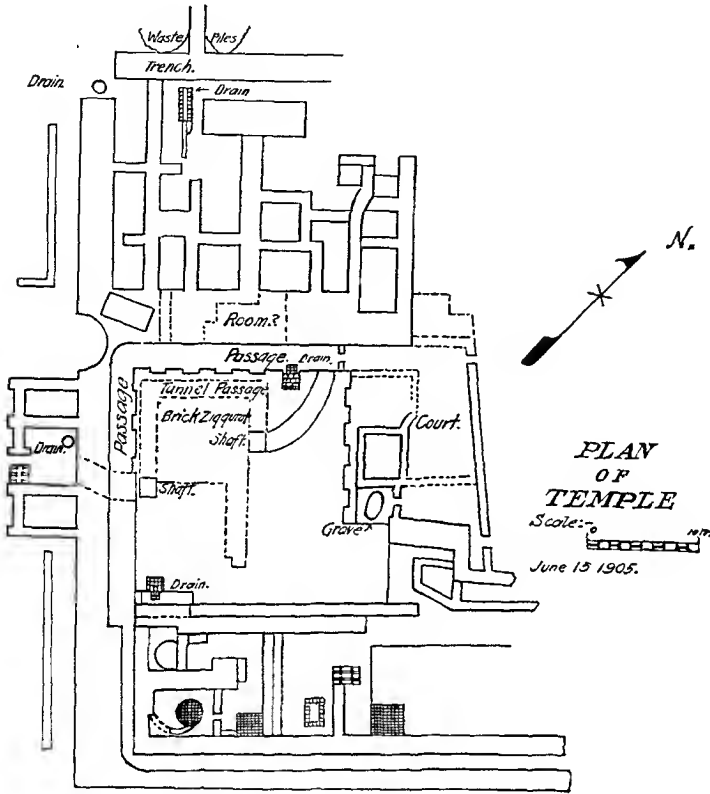 Waste Piles
Trench.
Drain.
← Drain
N.
Room?
Passage. Drain.
Tunnel Passage
Passage
Brick Ziqqurat
Shaft.
Court.
Drain.
Shaft.
Grave
PLAN
OF
TEMPLE
Scale:-
0
June 15 1905.
Drain.